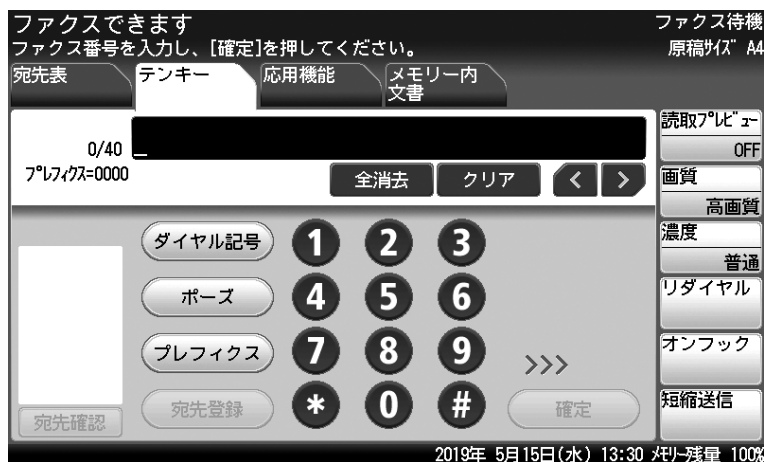 ファクスできます
ファクス待機
ファクス番号を入力し、[確定]を押してください。
原稿ｻｲｽﾞ A4
宛先表
テンキー
応用機能
メモリー内
文書
0/40
ﾌﾟﾚﾌｨｸｽ=0000
全消去
クリア
<
>
読取ﾌﾟﾚﾋﾞｭｰ
OFF
画質
高画質
濃度
普通
リダイヤル
オンフック
短縮送信
ダイヤル記号
1 2 3
ポーズ
4 5 6
プレフィクス
7 8 9
>>>
宛先登録
* 0 #
確定
宛先確認
2019年 5月15日(水) 13:30 ﾒﾓﾘｰ残量 100%